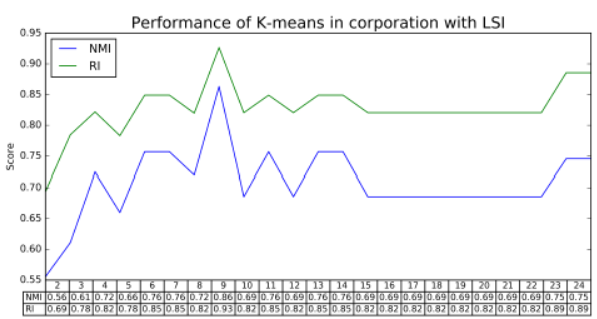 Performance of K-means in corporation with LSI
NMI
RI
Score
0.95
0.90
0.85
0.80
0.75
0.70
0.65
0.60
0.55
2 3 4 5 6 7 8 9 10 11 12 13 14 15 16 17 18 19 20 21 22 23 24
NMI 0.56 0.61 0.72 0.66 0.76 0.76 0.72 0.86 0.69 0.76 0.69 0.76 0.76 0.69 0.69 0.69 0.69 0.69 0.69 0.69 0.69 0.75 0.75
RI 0.69 0.78 0.82 0.78 0.85 0.85 0.82 0.93 0.82 0.85 0.82 0.85 0.85 0.82 0.82 0.82 0.82 0.82 0.82 0.82 0.82 0.89 0.89